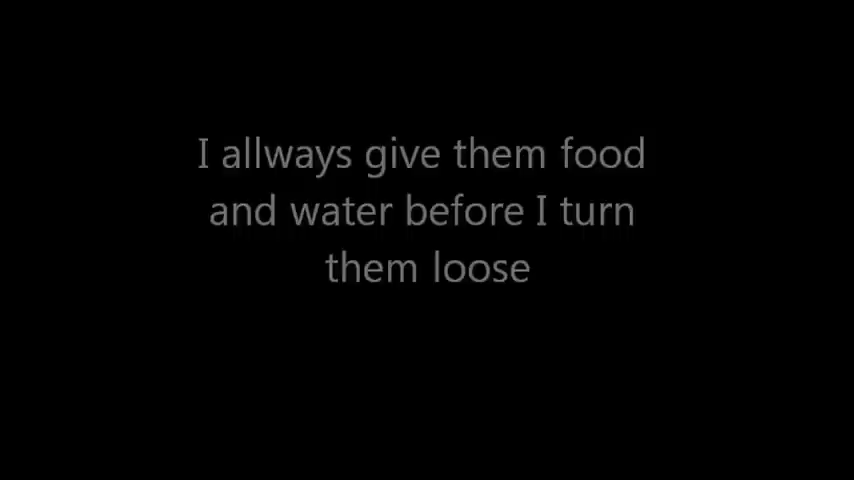 I allways give them food
and water before I turn
them loose